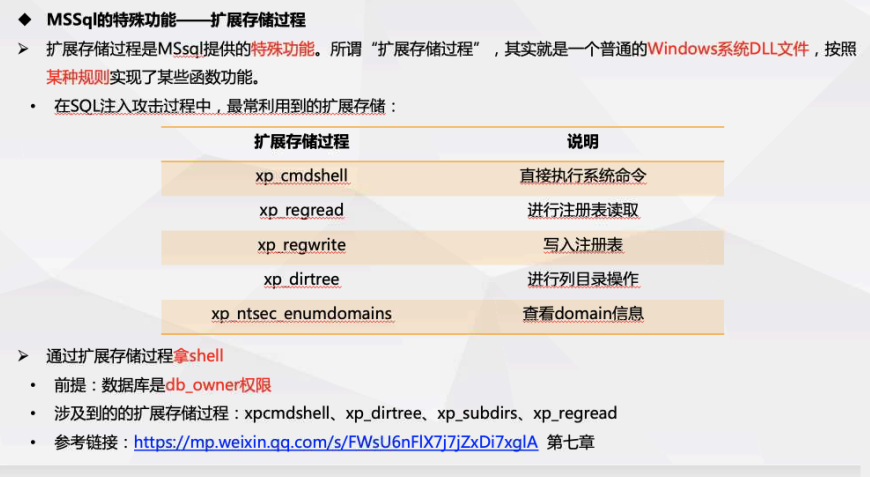 ◆ MSSql的特殊功能——扩展存储过程
➢ 扩展存储过程是MSsql提供的特殊功能。所谓“扩展存储过程”，其实就是一个普通的Windows系统DLL文件，按照
某种规则实现了某些函数功能。
• 在SQL注入攻击过程中，最常利用到的扩展存储：
扩展存储过程 说明
xp_cmdshell 直接执行系统命令
xp_regread 进行注册表读取
xp_regwrite 写入注册表
xp_dirtree 进行列目录操作
xp_ntsec_enumdomains 查看domain信息
➢ 通过扩展存储过程拿shell
• 前提：数据库是db_owner权限
• 涉及到的的扩展存储过程：xpcmdshell、xp_dirtree、xp_subdirs、xp_regread
• 参考链接：https://mp.weixin.qq.com/s/FWsU6nFlX7j7jZxDi7xglA 第七章